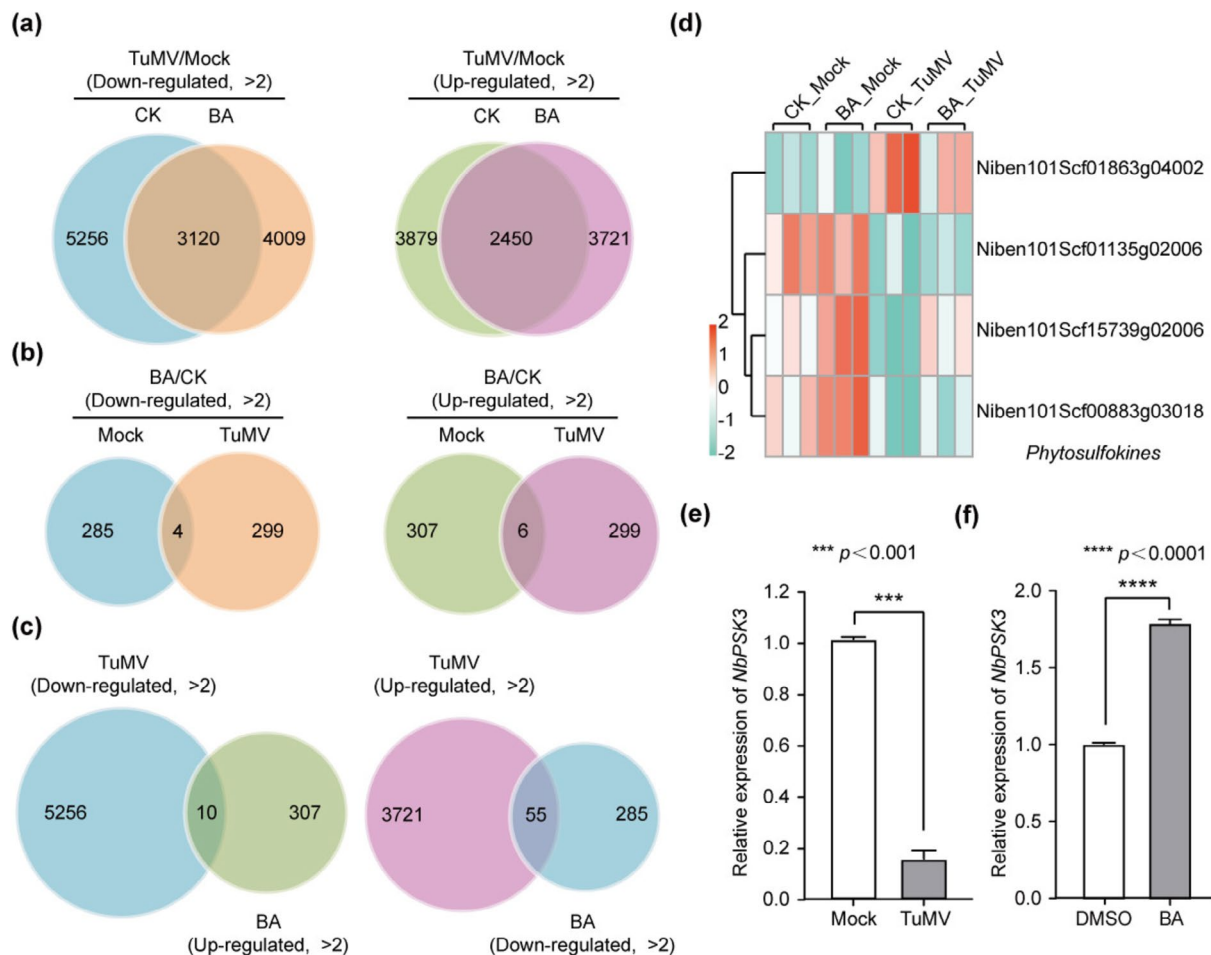 (a)
TuMV/Mock
(Down-regulated, >2)
CK BA
5256 3120 4009
TuMV/Mock
(Up-regulated, >2)
CK BA
3879 2450 3721
(b)
BA/CK
(Down-regulated, >2)
Mock TuMV
285 4 299
BA/CK
(Up-regulated, >2)
Mock TuMV
307 6 299
(c)
TuMV
(Down-regulated, >2)
5256 10 307
BA
(Up-regulated, >2)
TuMV
(Up-regulated, >2)
3721 55 285
BA
(Down-regulated, >2)
(d)
CK_Mock BA_Mock CK_TuMV BA_TuMV
Niben101Scf01863g04002
Niben101Scf01135g02006
Niben101Scf15739g02006
Niben101Scf00883g03018
Phytosulfokines
2
1
0
-1
-2
(e)
*** p<0.001
***
Relative expression of NbPSK3
1.2
1.0
0.8
0.6
0.4
0.2
0.0
Mock TuMV
(f)
**** p<0.0001
****
Relative expression of NbPSK3
2.0
1.5
1.0
0.5
0.0
DMSO BA